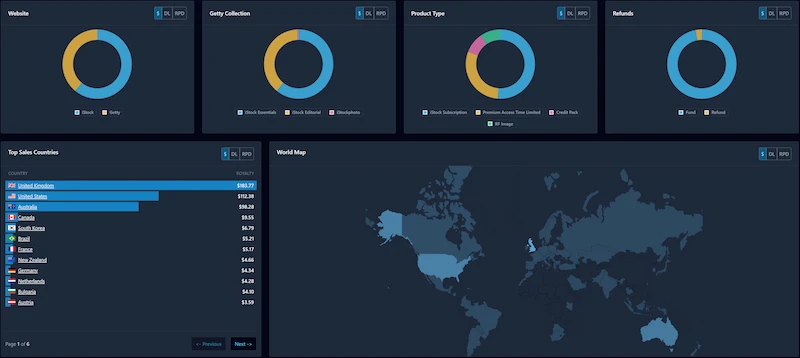 Website
$ DL RPD
iStock Getty
Getty Collection
$ DL RPD
iStock Essentials iStock Editorial iStockphoto
Product Type
$ DL RPD
iStock Subscription Premium Access Time Limited Credit Pack
RF Image
Refunds
$ DL RPD
Fund Refund
Top Sales Countries
$ DL RPD
COUNTRY ROYALTY
United Kingdom $183.77
United States $112.38
Australia $98.28
Canada $9.55
South Korea $6.79
Brazil $5.21
France $5.17
New Zealand $4.66
Germany $4.34
Netherlands $4.28
Bulgaria $4.10
Austria $3.59
Page 1 of 6 ← Previous Next →
World Map
$ DL RPD